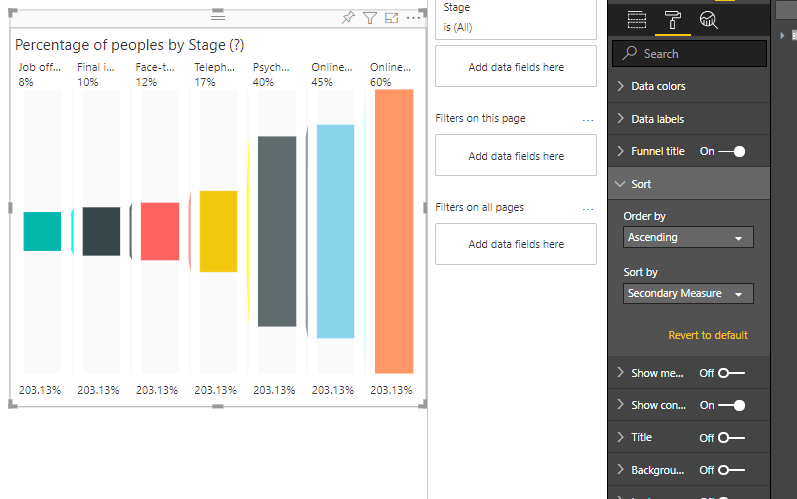 Percentage of peoples by Stage (?)
Job off... Final i... Face-t... Teleph... Psych... Online... Online...
8% 10% 12% 17% 40% 45% 60%
203.13% 203.13% 203.13% 203.13% 203.13% 203.13% 203.13%
Stage
is (All)
Add data fields here
Filters on this page ...
Add data fields here
Filters on all pages ...
Add data fields here
Search
Data colors
Data labels
Funnel title On
Sort
Order by
Ascending
Sort by
Secondary Measure
Revert to default
Show me... Off
Show con... On
Title Off
Backgrou... Off